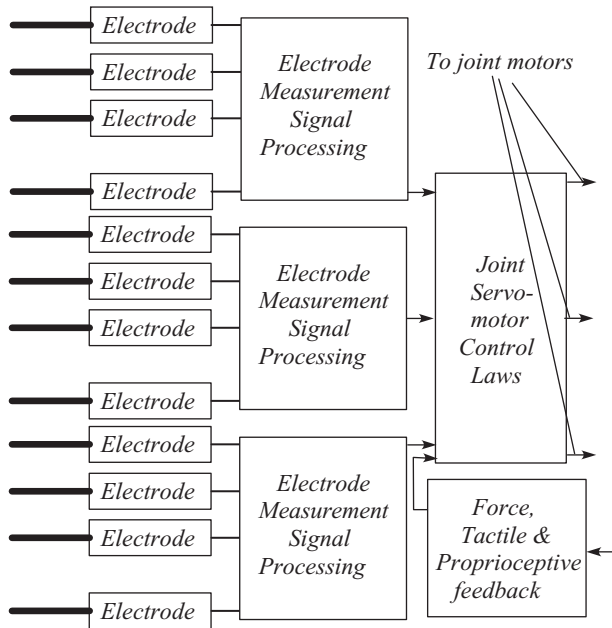 Electrode
Electrode
Electrode
Electrode
Electrode
Measurement
Signal
Processing
To joint motors
Electrode
Electrode
Electrode
Electrode
Electrode
Measurement
Signal
Processing
Joint
Servo-
motor
Control
Laws
Electrode
Electrode
Electrode
Electrode
Electrode
Measurement
Signal
Processing
Force,
Tactile &
Proprioceptive
feedback